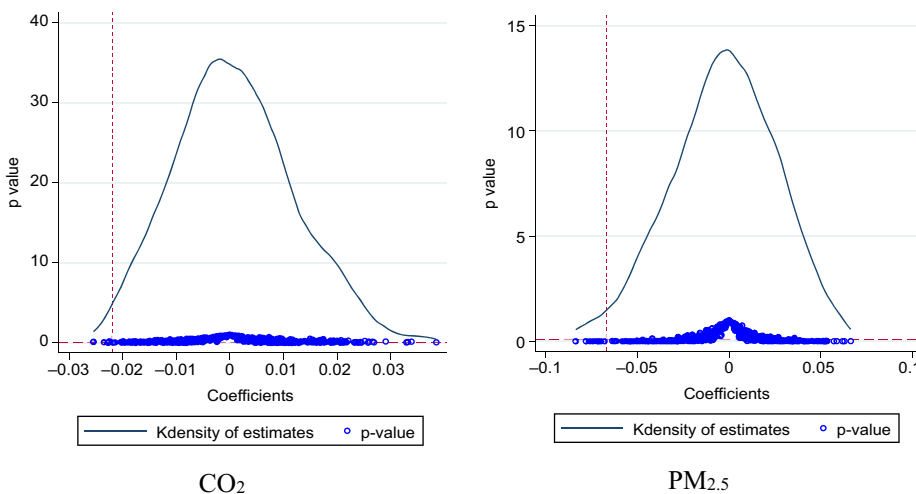 40
30
20
10
0
p value
−0.03
−0.02
−0.01
0
0.01
0.02
0.03
Coefficients
Kdensity of estimates
p-value
CO₂
15
10
5
0
p value
−0.1
−0.05
0
0.05
0.1
Coefficients
Kdensity of estimates
p-value
PM₂.₅